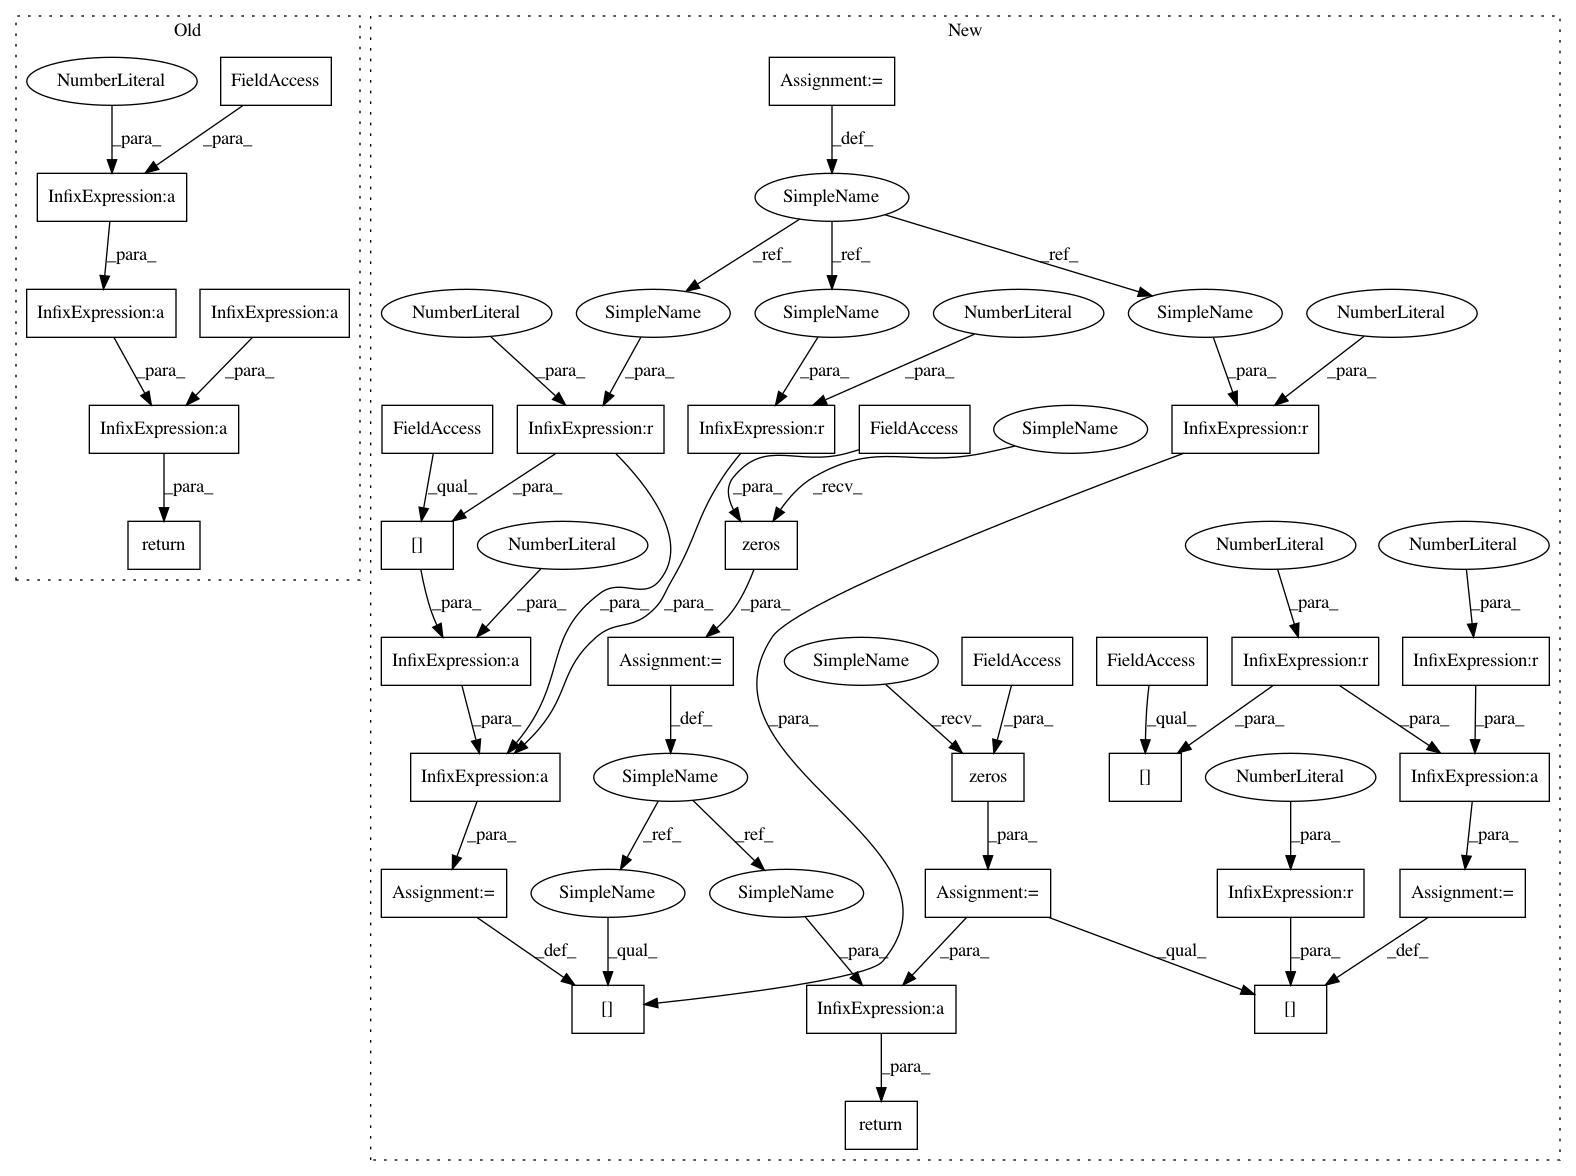 Old
New
NumberLiteral
FieldAccess
Assignment:=
_para_
_para_
_def_
InfixExpression:a
SimpleName
_para_
_ref_
_ref_
_ref_
InfixExpression:a
InfixExpression:a
NumberLiteral
SimpleName
SimpleName
NumberLiteral
SimpleName
NumberLiteral
_para_
_para_
_para_
_para_
_para_
_para_
_para_
_para_
InfixExpression:a
FieldAccess
InfixExpression:r
InfixExpression:r
FieldAccess
SimpleName
InfixExpression:r
_para_
_qual_
_para_
_para_
_recv_
return
[]
NumberLiteral
zeros
NumberLiteral
NumberLiteral
_para_
_para_
_para_
_para_
_para_
_para_
_para_
InfixExpression:a
Assignment:=
SimpleName
FieldAccess
FieldAccess
InfixExpression:r
InfixExpression:r
_para_
_def_
_para_
_recv_
_para_
_qual_
_para_
_para_
_para_
InfixExpression:a
SimpleName
zeros
[]
NumberLiteral
InfixExpression:a
_para_
_ref_
_ref_
_para_
_para_
_para_
Assignment:=
SimpleName
SimpleName
Assignment:=
InfixExpression:r
Assignment:=
_def_
_qual_
_para_
_para_
_qual_
_para_
_def_
[]
InfixExpression:a
[]
_para_
return